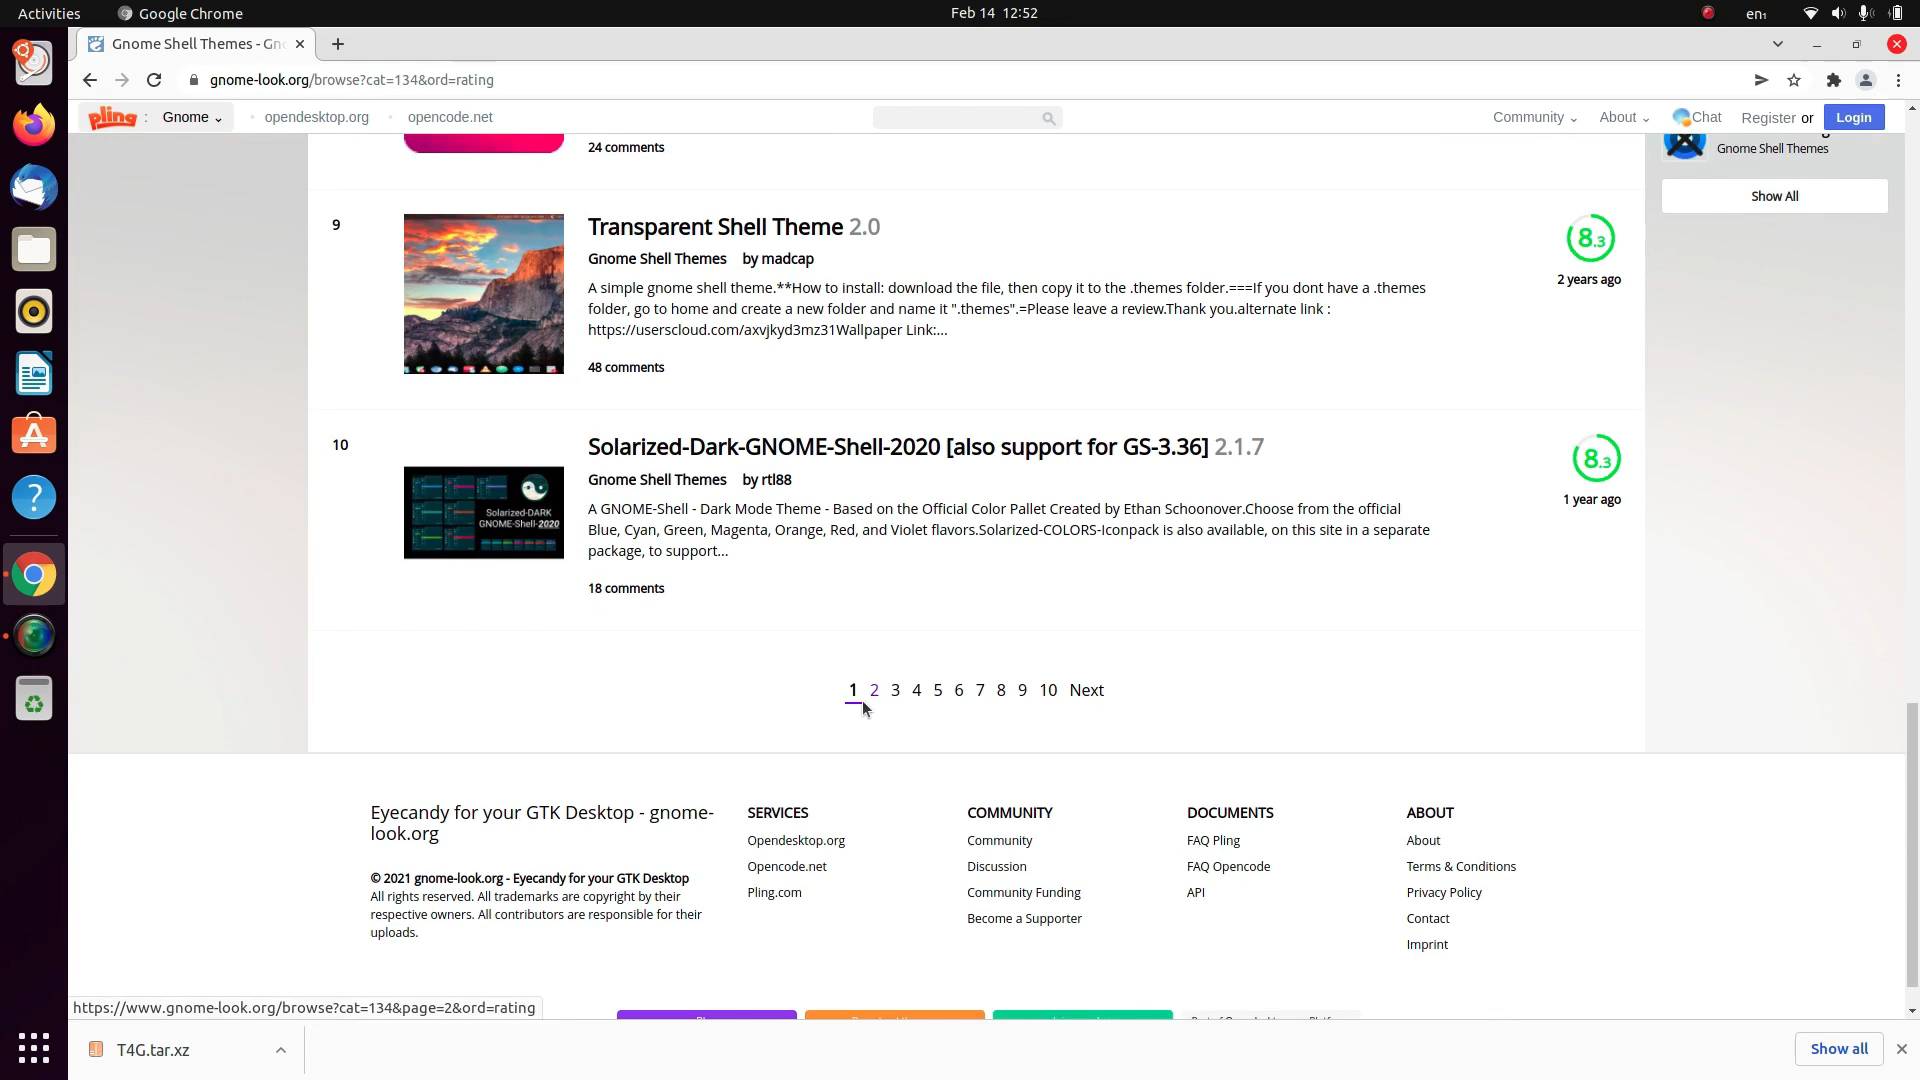 Activities
Google Chrome
Feb 14 12:52
en₁
Gnome Shell Themes - Gn
gnome-look.org/browse?cat=134&ord=rating
pling : Gnome
opendesktop.org
opencode.net
Community
About
Chat
Register or
Login
24 comments
Gnome Shell Themes
Show All
9
Transparent Shell Theme 2.0
Gnome Shell Themes by madcap
A simple gnome shell theme.**How to install: download the file, then copy it to the .themes folder.===If you dont have a .themes
folder, go to home and create a new folder and name it ".themes".=Please leave a review.Thank you.alternate link :
https://userscloud.com/axvjkyd3mz31Wallpaper Link:...
48 comments
8.3
2 years ago
10
Solarized-DARK
GNOME-Shell-2020
Solarized-Dark-GNOME-Shell-2020 [also support for GS-3.36] 2.1.7
Gnome Shell Themes by rtl88
A GNOME-Shell - Dark Mode Theme - Based on the Official Color Pallet Created by Ethan Schoonover.Choose from the official
Blue, Cyan, Green, Magenta, Orange, Red, and Violet flavors.Solarized-COLORS-Iconpack is also available, on this site in a separate
package, to support...
18 comments
8.3
1 year ago
1 2 3 4 5 6 7 8 9 10 Next
Eyecandy for your GTK Desktop - gnome-
look.org
© 2021 gnome-look.org - Eyecandy for your GTK Desktop
All rights reserved. All trademarks are copyright by their
respective owners. All contributors are responsible for their
uploads.
SERVICES
Opendesktop.org
Opencode.net
Pling.com
COMMUNITY
Community
Discussion
Community Funding
Become a Supporter
DOCUMENTS
FAQ Pling
FAQ Opencode
API
ABOUT
About
Terms & Conditions
Privacy Policy
Contact
Imprint
https://www.gnome-look.org/browse?cat=134&page=2&ord=rating
T4G.tar.xz
Show all